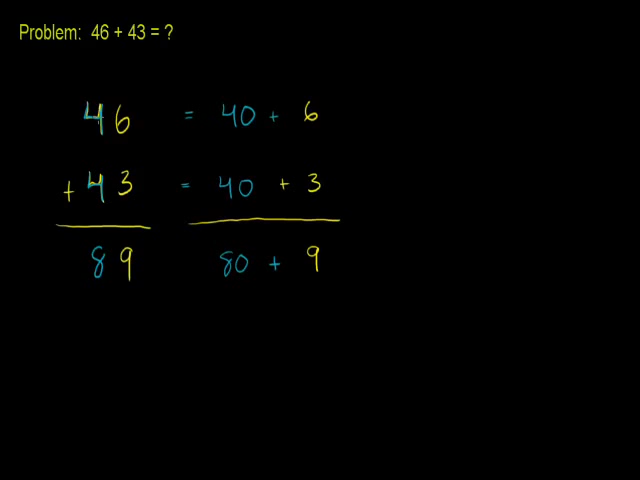 Problem: 46 + 43 = ?
46 = 40 + 6
+ 43 = 40 + 3
89 80 + 9